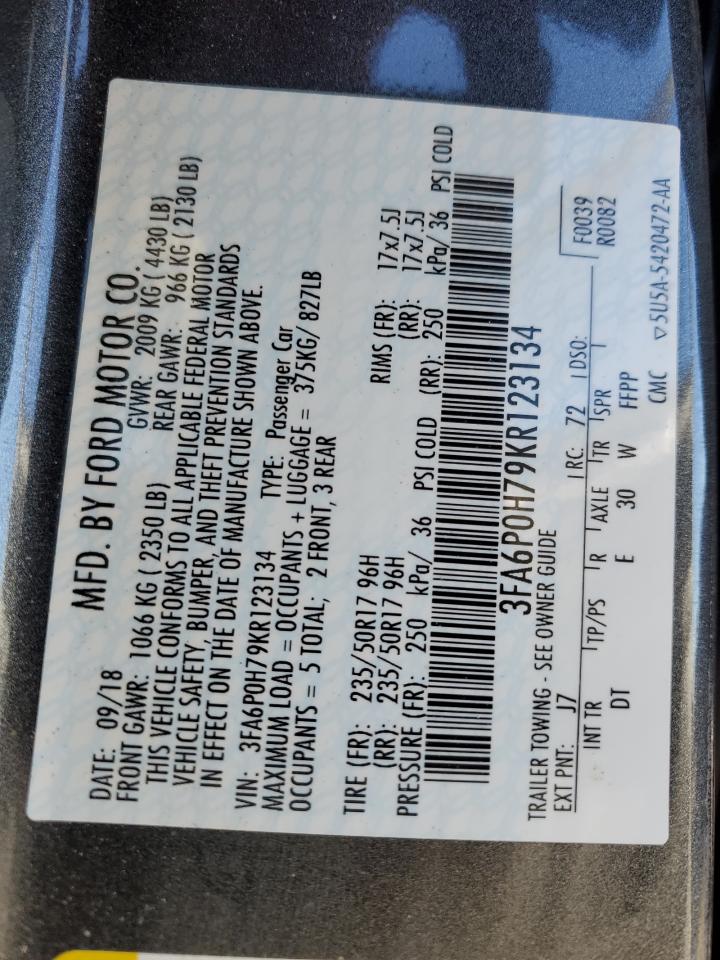 MFD. BY FORD MOTOR CO.
DATE: 09/18 GVWR: 2009 KG ( 4430 LB)
FRONT GAWR: 1066 KG ( 2350 LB) REAR GAWR: 966 KG ( 2130 LB)
THIS VEHICLE CONFORMS TO ALL APPLICABLE FEDERAL MOTOR
VEHICLE SAFETY, BUMPER, AND THEFT PREVENTION STANDARDS
IN EFFECT ON THE DATE OF MANUFACTURE SHOWN ABOVE.
VIN: 3FA6P0H79KR123134 TYPE: Passenger Car
MAXIMUM LOAD = OCCUPANTS + LUGGAGE = 375KG/ 827LB
OCCUPANTS = 5 TOTAL; 2 FRONT, 3 REAR
TIRE (FR): 235/50R17 96H RIMS (FR): 17x7.5J
(RR): 235/50R17 96H (RR): 17x7.5J
PRESSURE (FR): 250 kPa/ 36 PSI COLD (RR): 250 kPa/ 36 PSI COLD
3FA6P0H79KR123134
TRAILER TOWING - SEE OWNER GUIDE
F0039
R0082
EXT PNT: J7 RC: 72 DSO:
INT TR TP/PS R AXLE TR SPR
DT E 30 W FFPP
CMC ▽5U5A-5420472-AA